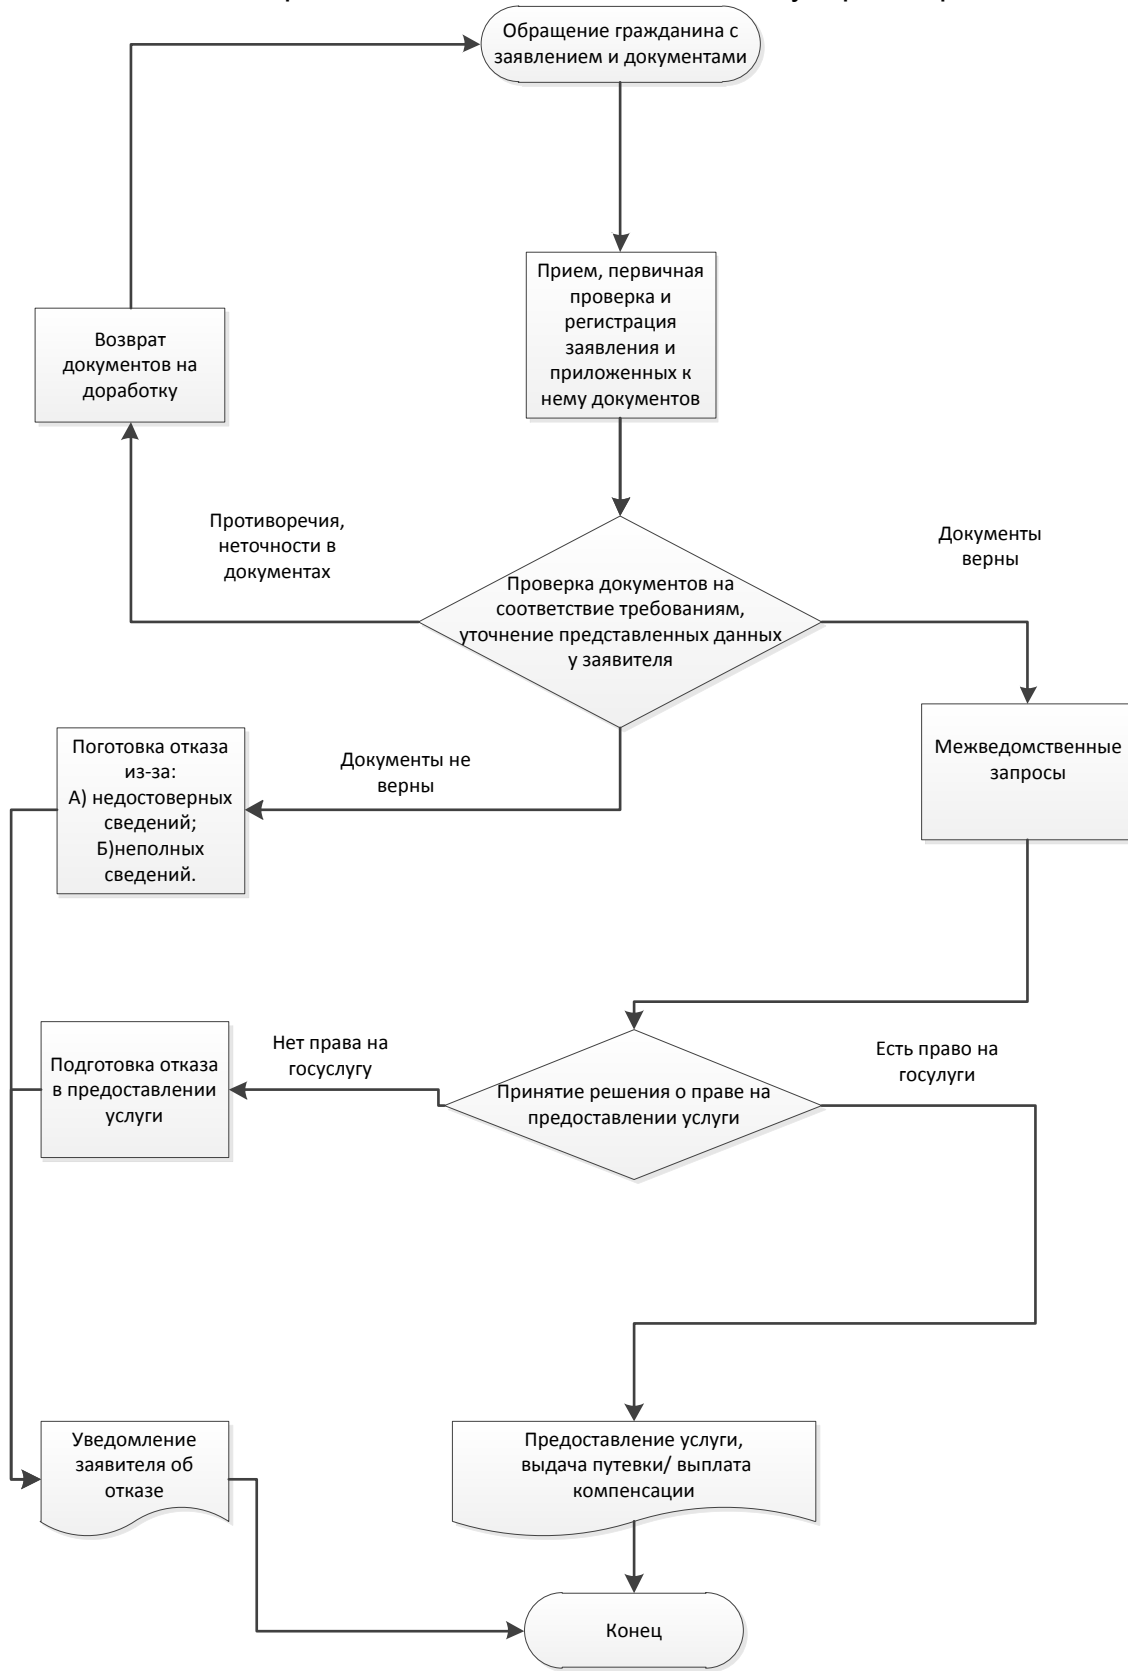 Обращение гражданина с
заявлением и документами
Прием, первичная
проверка и
регистрация
заявления и
приложенных к
нему документов
Возврат
документов на
доработку
Противоречия,
неточности в
документах
Документы
верны
Проверка документов на
соответствие требованиям,
уточнение представленных данных
у заявителя
Поготовка отказа
из-за:
А) недостоверных
сведений;
Б)неполных
сведений.
Документы не
верны
Межведомственные
запросы
Подготовка отказа
в предоставлении
услуги
Нет права на
госуслугу
Принятие решения о праве на
предоставлении услуги
Есть право на
госулуги
Уведомление
заявителя об
отказе
Предоставление услуги,
выдача путевки/ выплата
компенсации
Конец